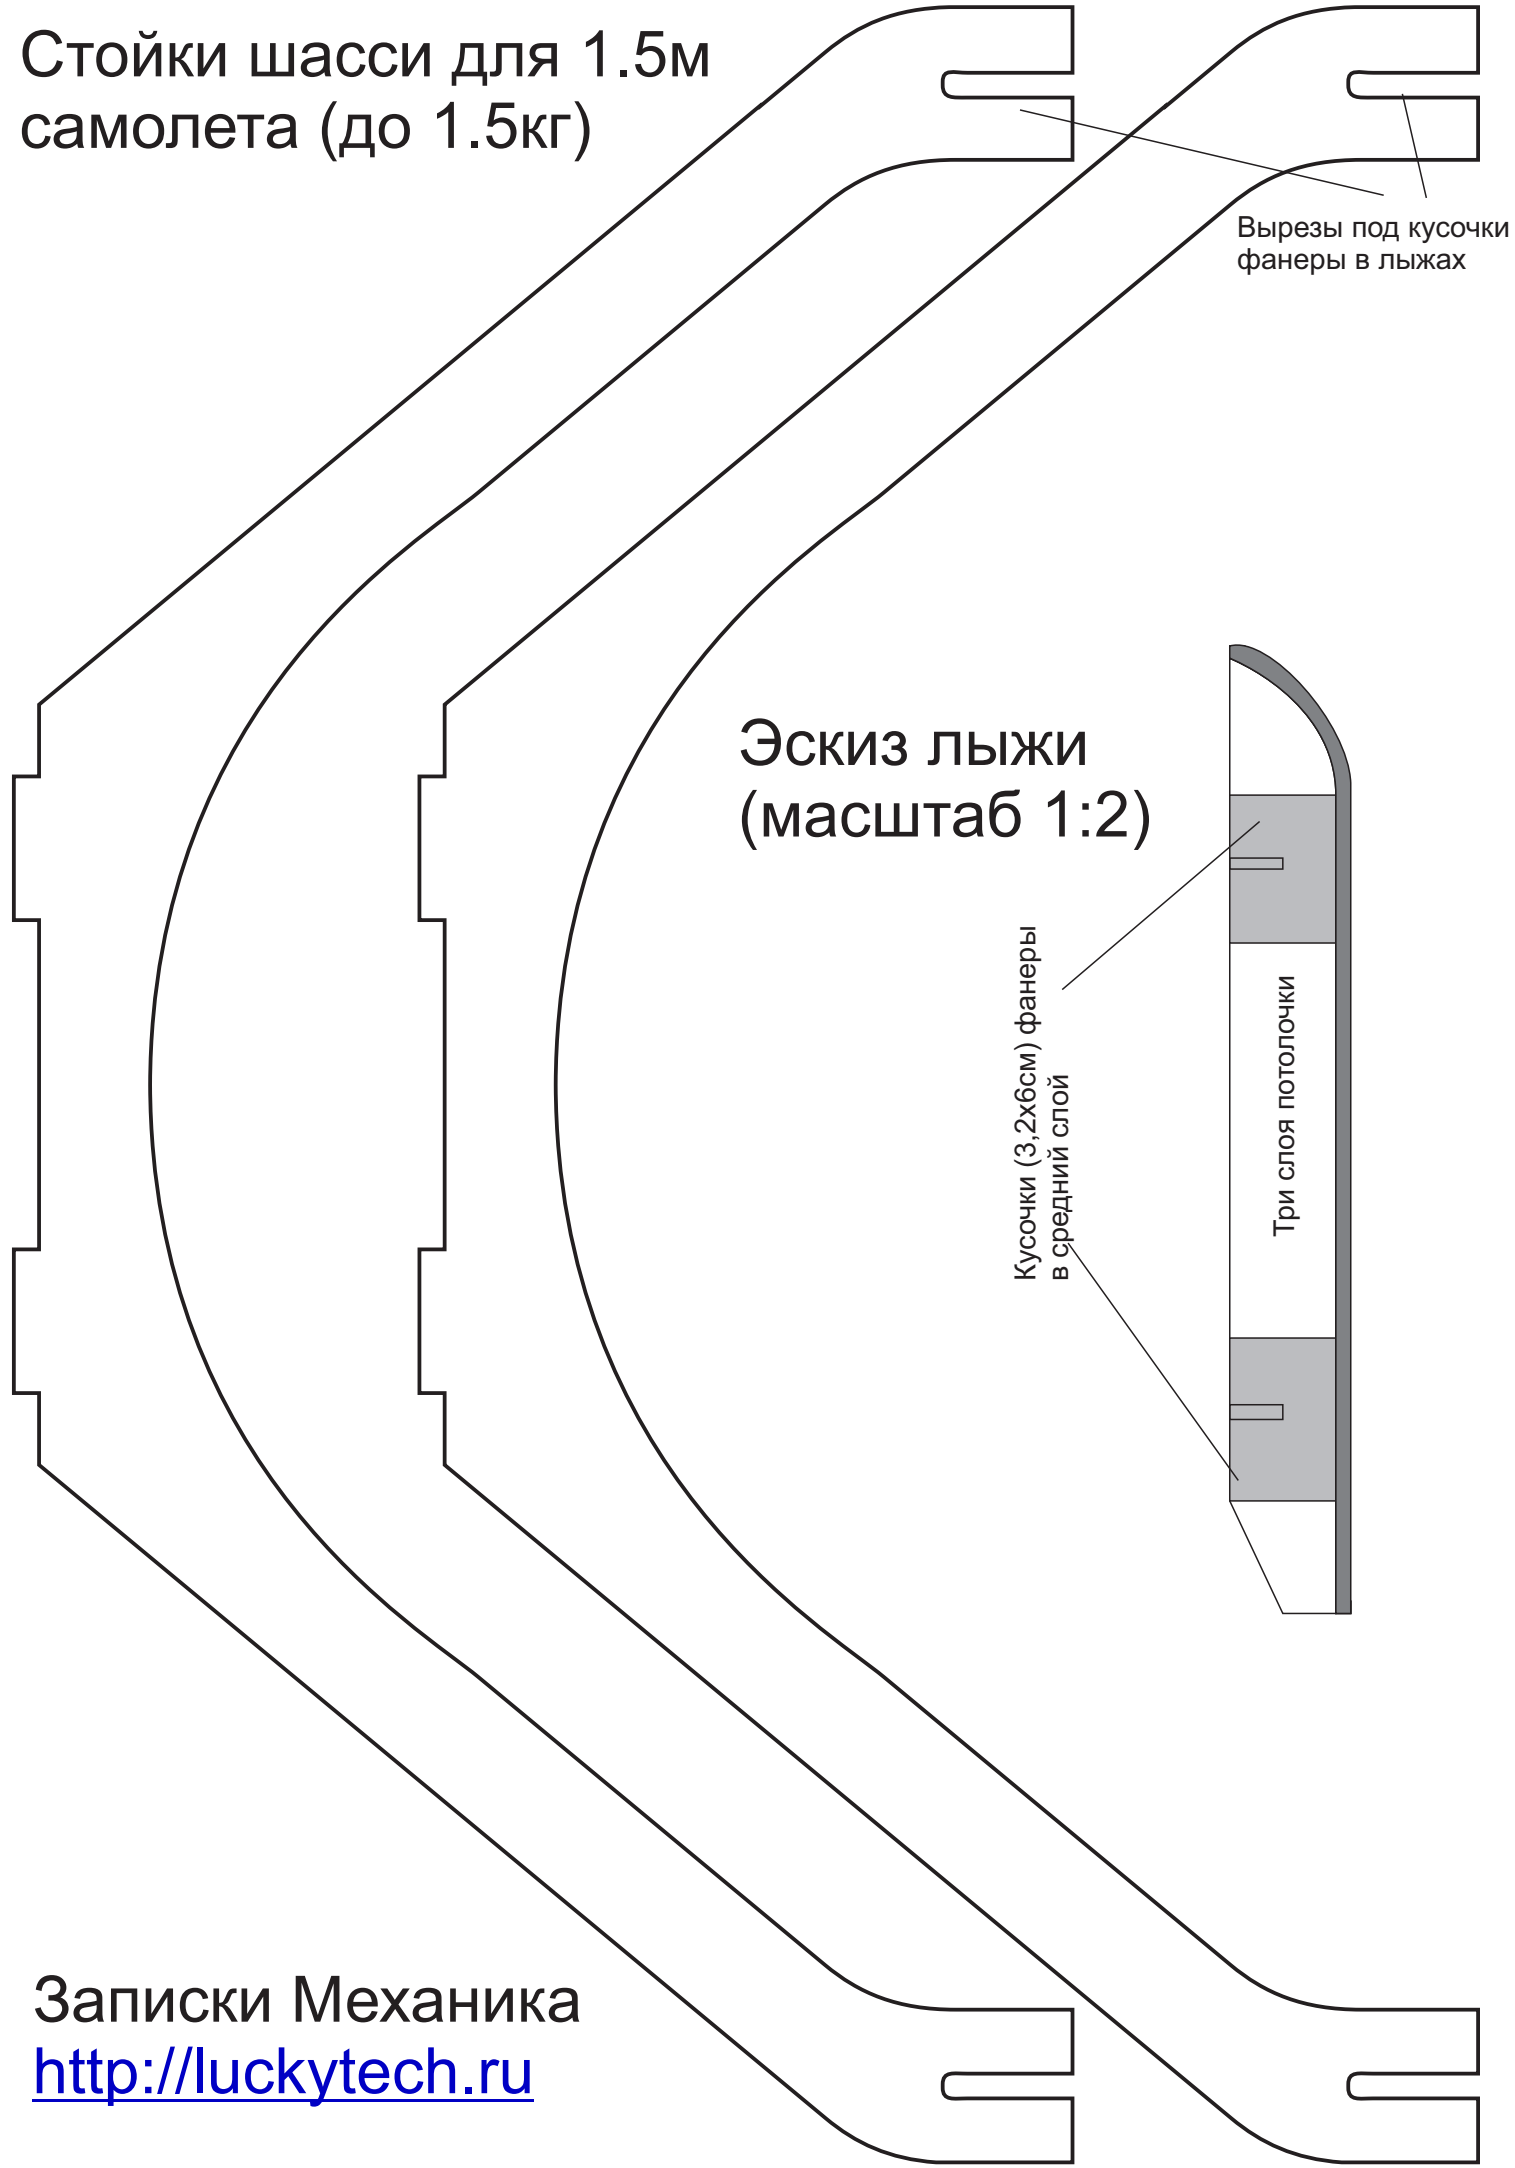 Стойки шасси для 1.5м
самолета (до 1.5кг)
Вырезы под кусочки
фанеры в лыжах
Эскиз лыжи
(масштаб 1:2)
Кусочки (3,2х6см) фанеры
в средний слой
Три слоя потолочки
Записки Механика
http://luckytech.ru